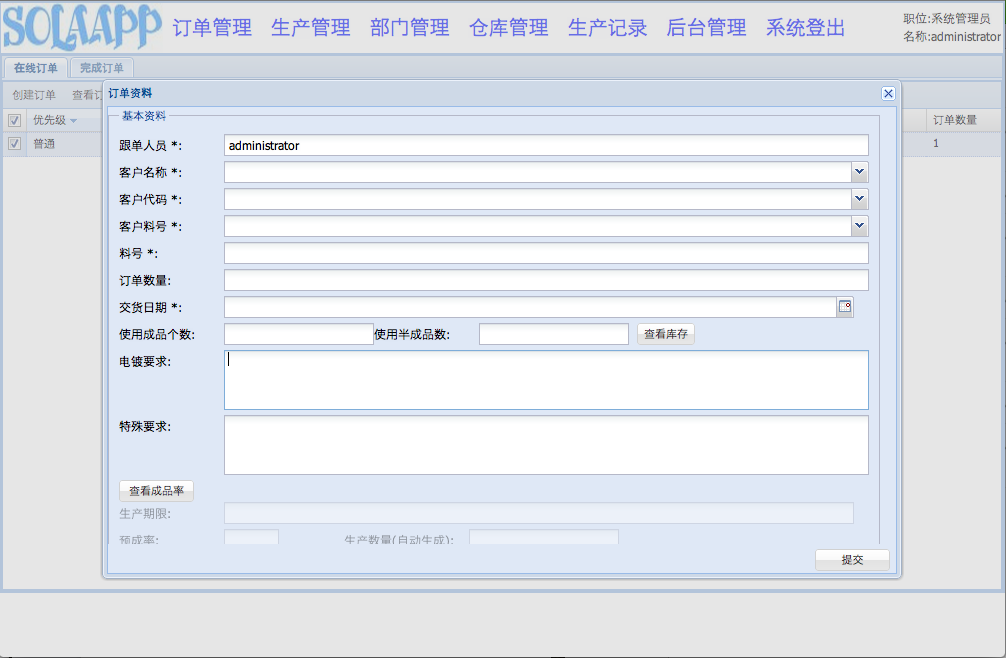 SOLAAPP 订单管理 生产管理 部门管理 仓库管理 生产记录 后台管理 系统登出
职位:系统管理员
名称:administrator
在线订单 完成订单
创建订单 查看订
优先级 订单数量
普通 1
订单资料
基本资料
跟单人员 *: administrator
客户名称 *:
客户代码 *:
客户料号 *:
料号 *:
订单数量:
交货日期 *:
使用成品个数: 使用半成品数: 查看库存
电镀要求:
特殊要求:
查看成品率
生产期限:
预成率: 生产数量(自动生成):
提交